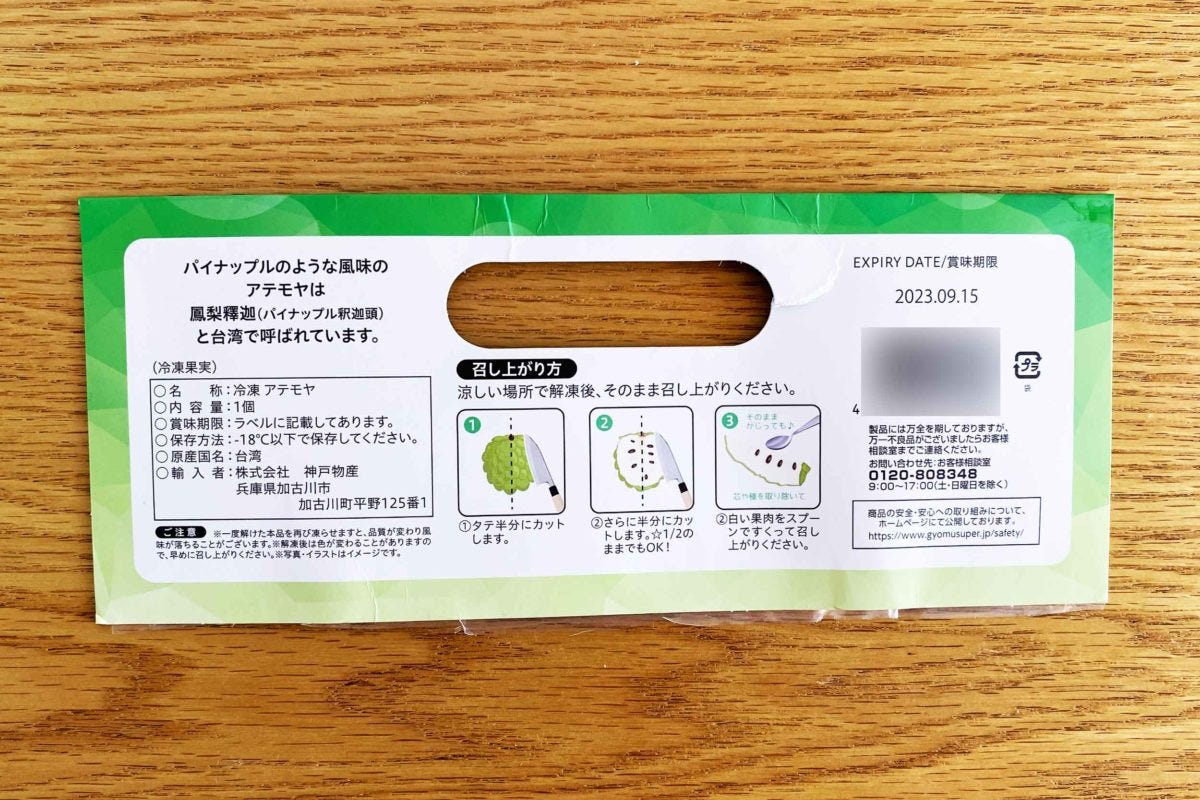 パイナップルのような風味の
アテモヤは
鳳梨釋迦(パイナップル釈迦頭)
と台湾で呼ばれています。
(冷凍果実)
○名　　称：冷凍 アテモヤ
○内 容 量：1個
○賞味期限：ラベルに記載してあります。
○保存方法：-18℃以下で保存してください。
○原産国名：台湾
○輸 入 者：株式会社　神戸物産
兵庫県加古川市
加古川町平野125番1
ご注意 ※一度解けた本品を再び凍らせますと、品質が変わり風
味が落ちることがございます。※解凍後は色が変わることがありますの
で、早めに召し上がりください。※写真・イラストはイメージです。
召し上がり方
涼しい場所で解凍後、そのまま召し上がりください。
1
①タテ半分にカット
します。
2
②さらに半分にカッ
トします。☆1/2の
ままでもOK!
3
そのまま
かじっても♪
芯や種を取り除いて
②白い果肉をスプー
ンですくって召し
上がりください。
EXPIRY DATE/賞味期限
2023.09.15
4
プラ
袋
製品には万全を期しておりますが、
万一不良品がございましたらお客様
相談室までご連絡ください。
お問い合わせ先：お客様相談室
0120-808348
9:00〜17:00(土・日曜日を除く)
商品の安全・安心への取り組みについて、
ホームページにて公開しております。
https://www.gyomusuper.jp/safety/